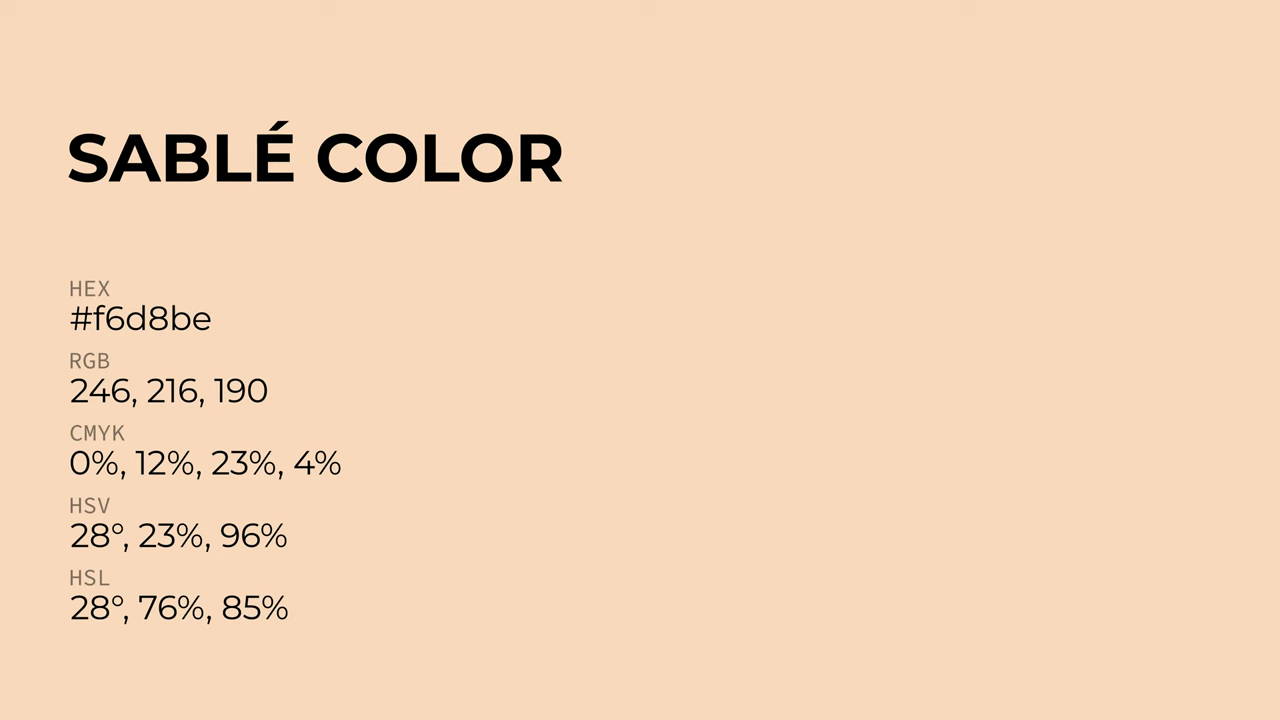 SABLÉ COLOR
HEX
#f6d8be
RGB
246, 216, 190
CMYK
0%, 12%, 23%, 4%
HSV
28°, 23%, 96%
HSL
28°, 76%, 85%